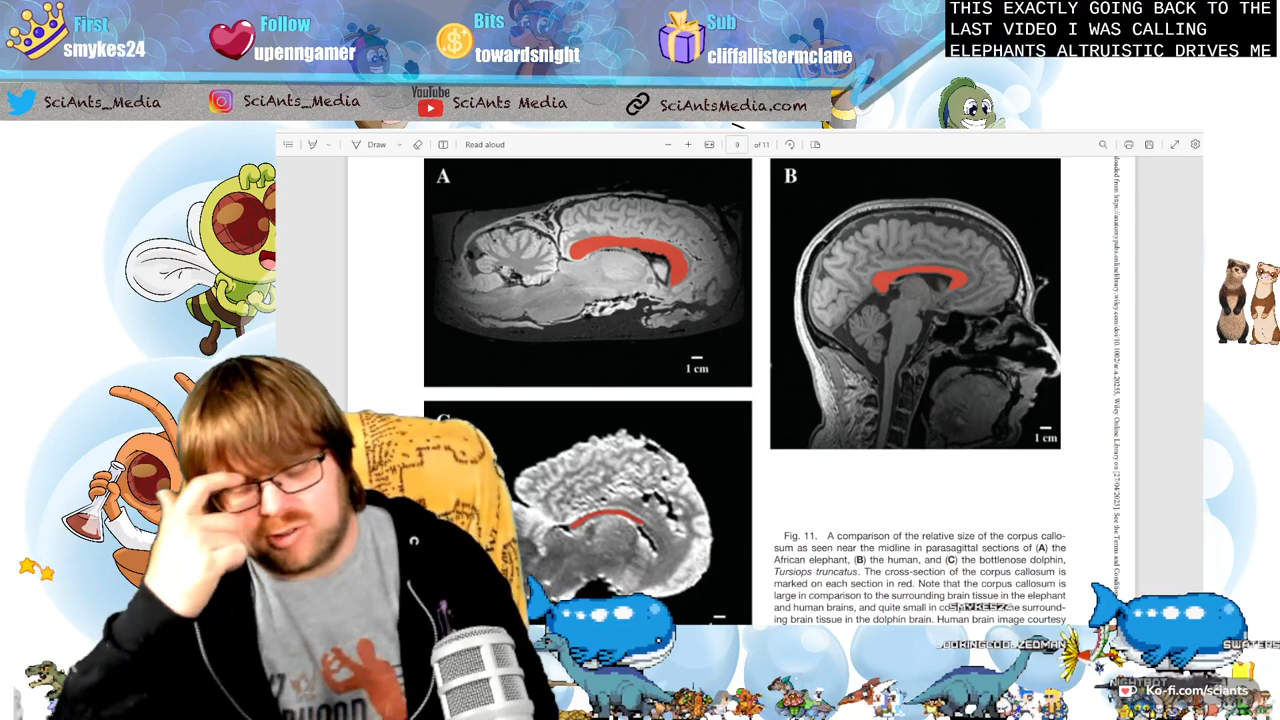 First
smykes24
Follow
upenngamer
Bits
towardsnight
Sub
cliffallistermclane
THIS EXACTLY GOING BACK TO THE
LAST VIDEO I WAS CALLING
ELEPHANTS ALTRUISTIC DRIVES ME
SciAnts_Media
SciAnts_Media
YouTube
SciAnts Media
SciAntsMedia.com
Draw
Read aloud
9
of 11
A
1 cm
B
1 cm
Fig. 11. A comparison of the relative size of the corpus callo-
sum as seen near the midline in parasagittal sections of (A) the
African elephant, (B) the human, and (C) the bottlenose dolphin,
Tursiops truncatus. The cross-section of the corpus callosum is
marked on each section in red. Note that the corpus callosum is
large in comparison to the surrounding brain tissue in the elephant
and human brains, and quite small in surround-
ing brain tissue in the dolphin brain. Human brain image courtesy
NIGHTBOT
Ko-fi.com/sciants